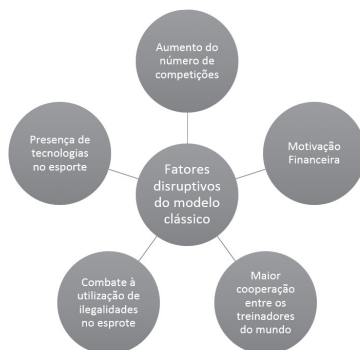 Aumento do
número de
competições
Presença de
tecnologias
no esporte
Motivação
Financeira
Fatores
disruptivos
do modelo
clássico
Combate à
utilização de
ilegalidades
no esprote
Maior
cooperação
entre os
treinadores
do mundo